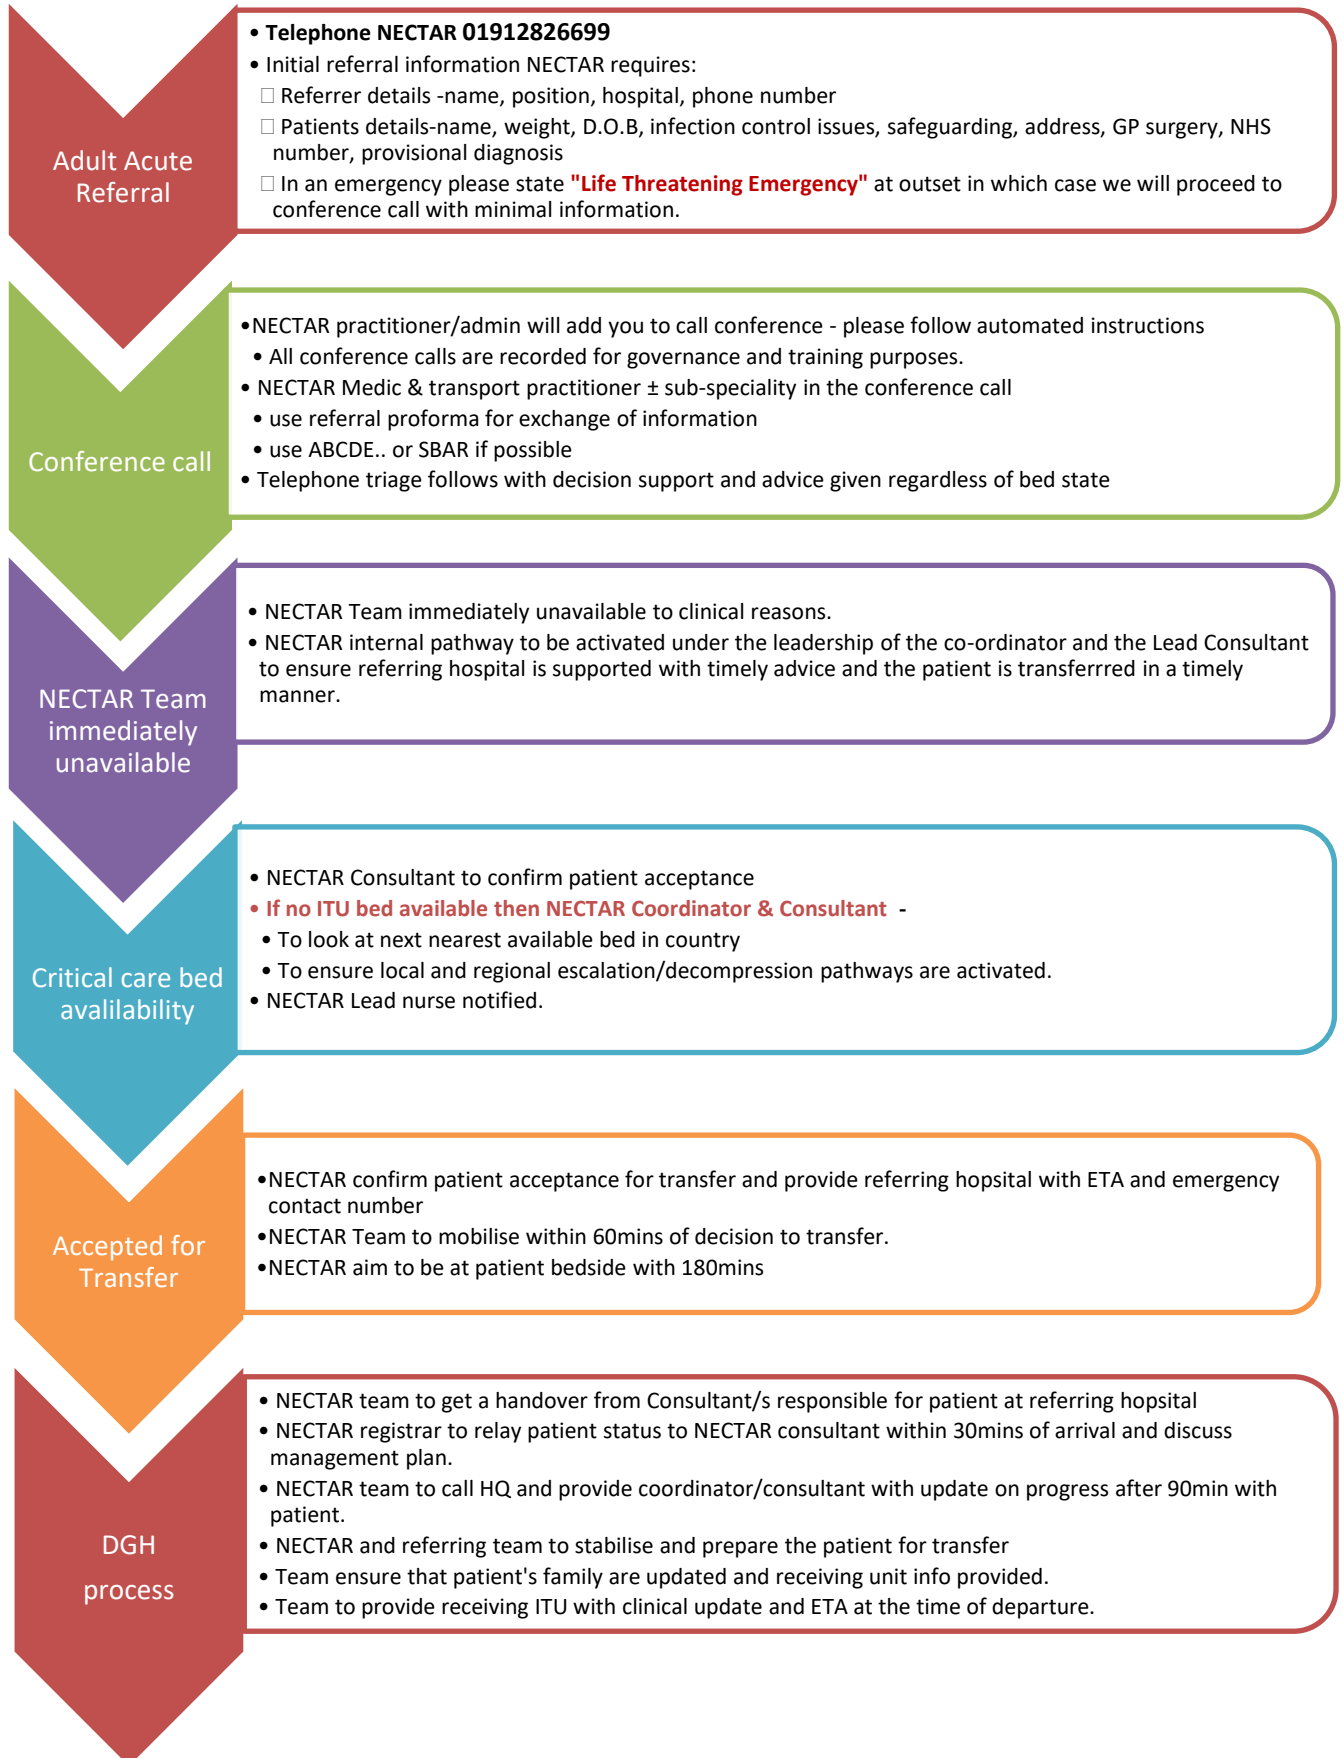 Adult Acute
Referral
• Telephone NECTAR 01912826699
• Initial referral information NECTAR requires:
□ Referrer details -name, position, hospital, phone number
□ Patients details-name, weight, D.O.B, infection control issues, safeguarding, address, GP surgery, NHS
number, provisional diagnosis
□ In an emergency please state "Life Threatening Emergency" at outset in which case we will proceed to
conference call with minimal information.
Conference call
•NECTAR practitioner/admin will add you to call conference - please follow automated instructions
• All conference calls are recorded for governance and training purposes.
• NECTAR Medic & transport practitioner ± sub-speciality in the conference call
• use referral proforma for exchange of information
• use ABCDE.. or SBAR if possible
• Telephone triage follows with decision support and advice given regardless of bed state
NECTAR Team
immediately
unavailable
• NECTAR Team immediately unavailable to clinical reasons.
• NECTAR internal pathway to be activated under the leadership of the co-ordinator and the Lead Consultant
to ensure referring hospital is supported with timely advice and the patient is transferrred in a timely
manner.
Critical care bed
avalilability
• NECTAR Consultant to confirm patient acceptance
• If no ITU bed available then NECTAR Coordinator & Consultant -
• To look at next nearest available bed in country
• To ensure local and regional escalation/decompression pathways are activated.
• NECTAR Lead nurse notified.
Accepted for
Transfer
•NECTAR confirm patient acceptance for transfer and provide referring hopsital with ETA and emergency
contact number
•NECTAR Team to mobilise within 60mins of decision to transfer.
•NECTAR aim to be at patient bedside with 180mins
DGH
process
• NECTAR team to get a handover from Consultant/s responsible for patient at referring hopsital
• NECTAR registrar to relay patient status to NECTAR consultant within 30mins of arrival and discuss
management plan.
• NECTAR team to call HQ and provide coordinator/consultant with update on progress after 90min with
patient.
• NECTAR and referring team to stabilise and prepare the patient for transfer
• Team ensure that patient's family are updated and receiving unit info provided.
• Team to provide receiving ITU with clinical update and ETA at the time of departure.